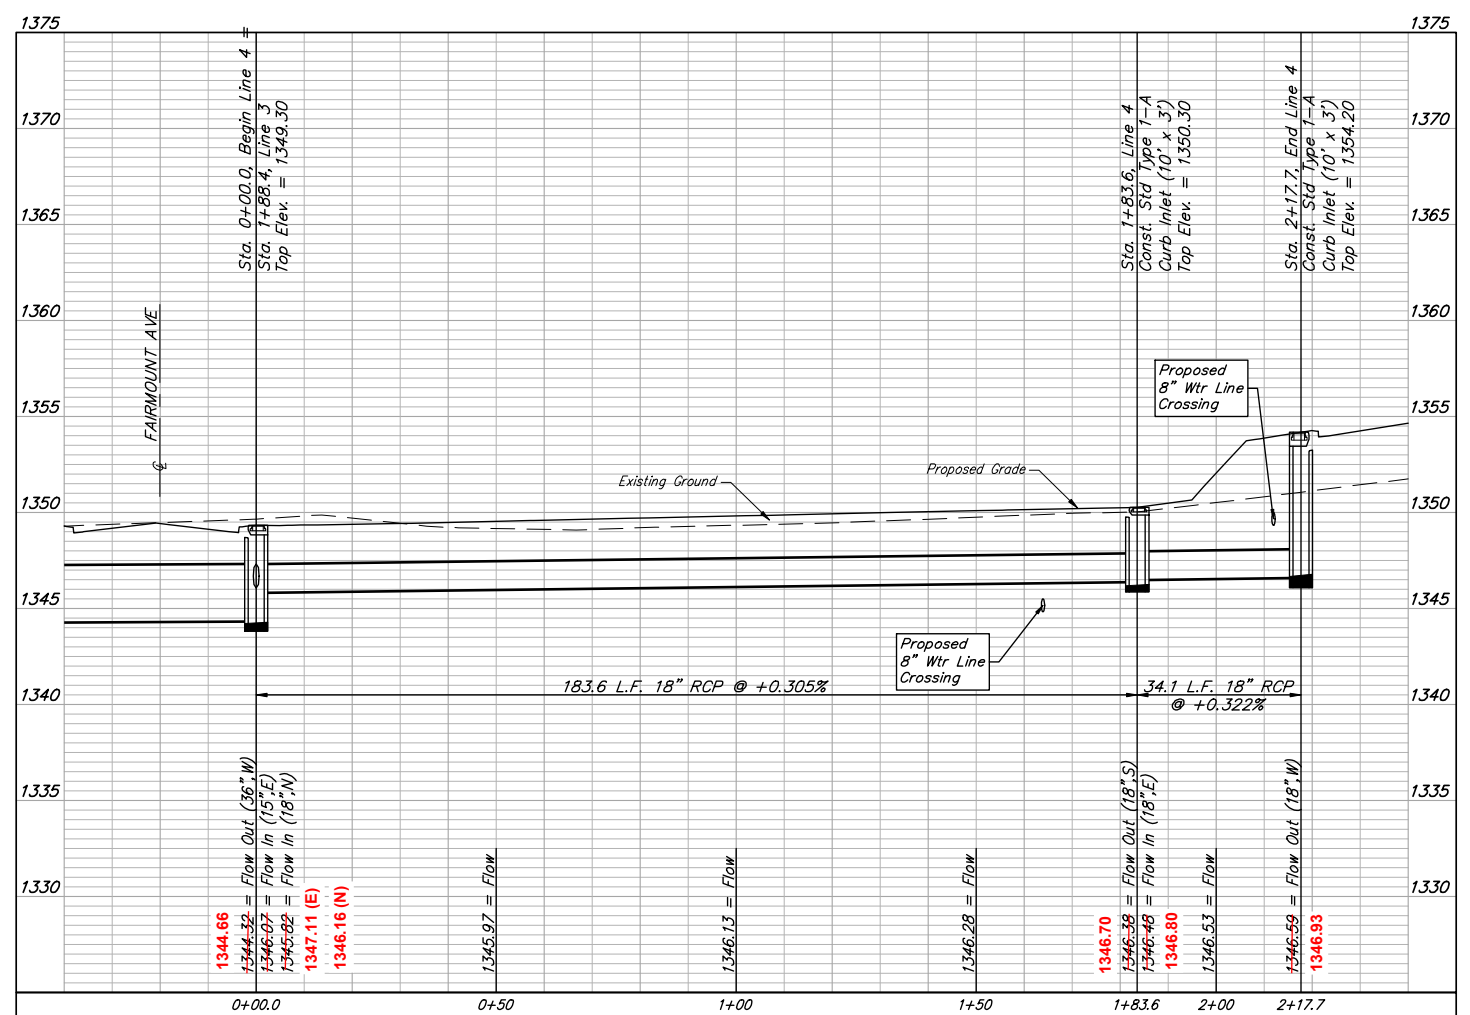 1375
1375
1370
1370
1365
1365
1360
1360
1355
1355
1350
1350
1345
1345
1340
1340
1335
1335
1330
1330
Sta. 0+00.0, Begin Line 4 =
Sta. 1+88.4, Line 3
Top Elev. = 1349.30
Sta. 1+83.6, Line 4
Const. Std Type 1-A
Curb Inlet (10' x 3')
Top Elev. = 1350.30
Sta. 2+17.7, End Line 4
Const. Std Type 1-A
Curb Inlet (10' x 3')
Top Elev. = 1354.20
℄ FAIRMOUNT AVE
Proposed
8" Wtr Line
Crossing
Existing Ground
Proposed Grade
Proposed
8" Wtr Line
Crossing
183.6 L.F. 18" RCP @ +0.305%
34.1 L.F. 18" RCP
@ +0.322%
1344.66
1344.32 = Flow Out (36",W)
1346.07 = Flow In (15",E)
1345.82 = Flow In (18",N)
1347.11 (E)
1346.16 (N)
1345.97 = Flow
1346.13 = Flow
1346.28 = Flow
1346.70
1346.38 = Flow Out (18",S)
1346.48 = Flow In (18",E)
1346.80
1346.53 = Flow
1346.59 = Flow Out (18",W)
1346.93
0+00.0
0+50
1+00
1+50
1+83.6
2+00
2+17.7